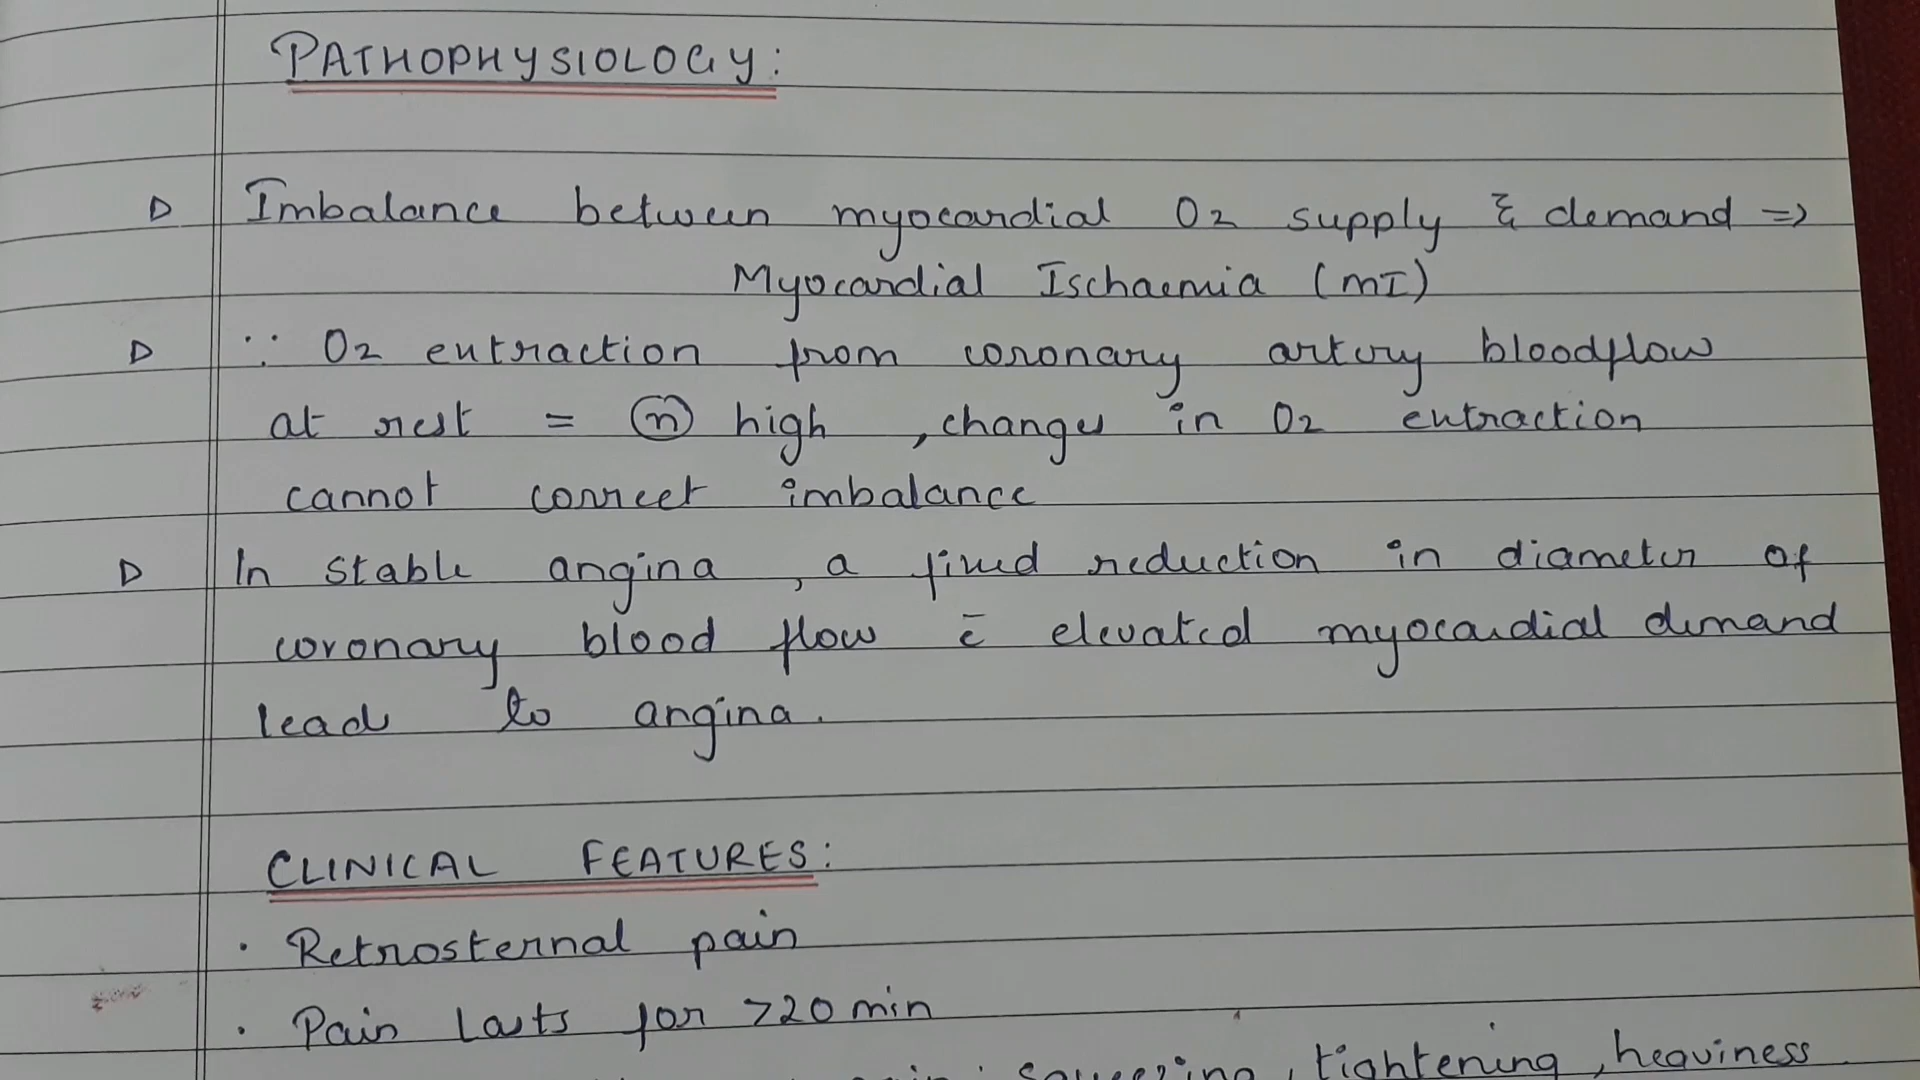 PATHOPHYSIOLOGY:
▷ Imbalance between myocardial O2 supply & demand =>
Myocardial Ischaemia (MI)
▷ ∵ O2 extraction from coronary artery bloodflow
at rest = ⓝ high , changes in O2 extraction
cannot correct imbalance
▷ In stable angina , a fixed reduction in diameter of
coronary blood flow c̄ elevated myocardial demand
lead to angina.
CLINICAL FEATURES:
· Retrosternal pain
· Pain lasts for >20 min
squeezing, tightening, heaviness